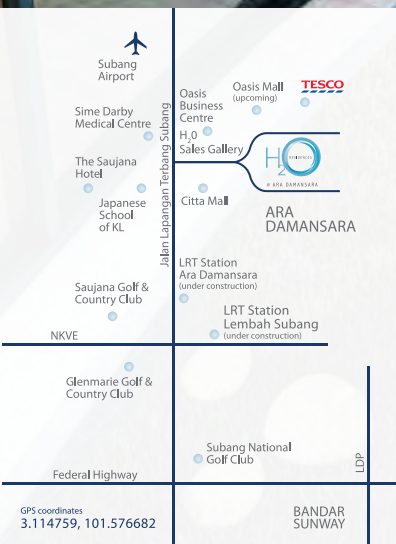 Subang
Airport
Oasis
Business
Centre
Oasis Mall
(upcoming)
TESCO
Sime Darby
Medical Centre
H20
Sales Gallery
H2O
RESIDENCES
@ ARA DAMANSARA
The Saujana
Hotel
Japanese
School
of KL
Jalan Lapangan Terbang Subang
Citta Mall
ARA
DAMANSARA
LRT Station
Ara Damansara
(under construction)
Saujana Golf &
Country Club
LRT Station
Lembah Subang
(under construction)
NKVE
Glenmarie Golf &
Country Club
Subang National
Golf Club
LDP
Federal Highway
GPS coordinates
3.114759, 101.576682
BANDAR
SUNWAY